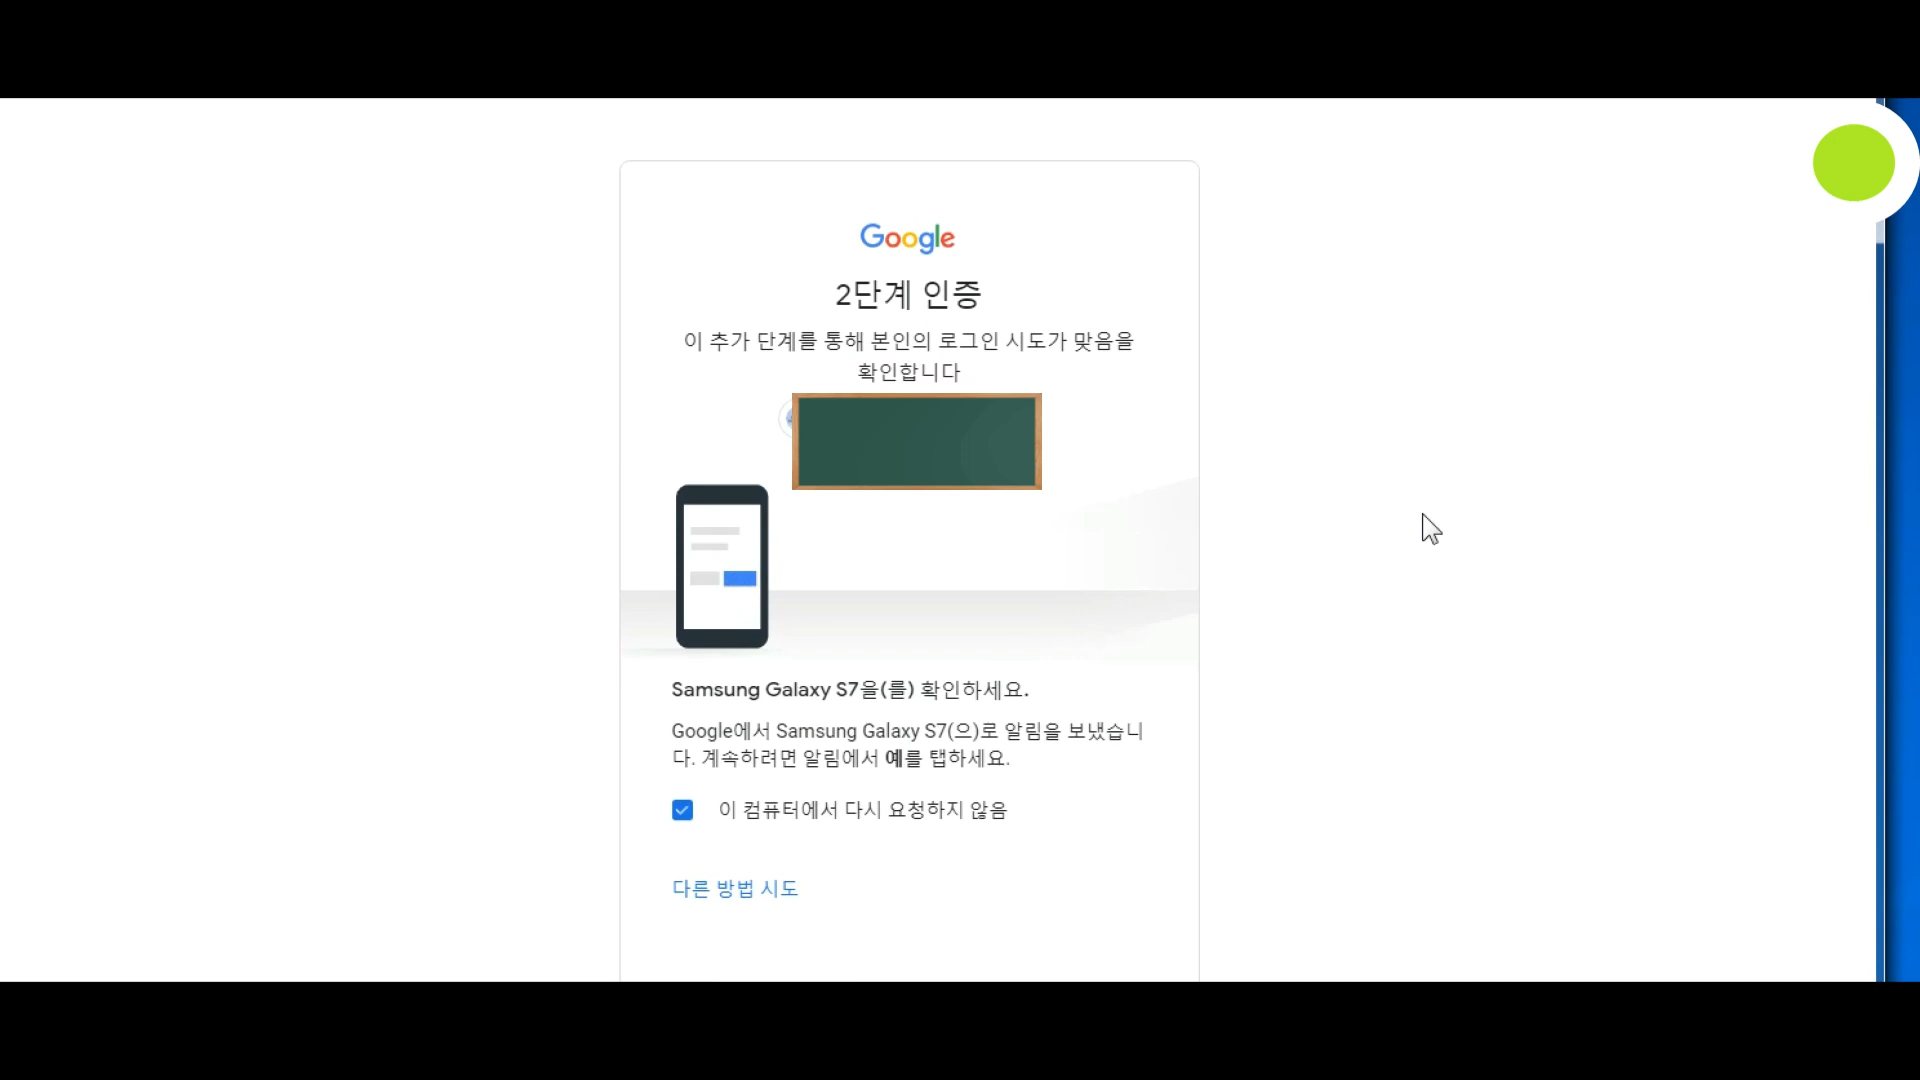 Google
2단계 인증
이 추가 단계를 통해 본인의 로그인 시도가 맞음을
확인합니다
Samsung Galaxy S7을(를) 확인하세요.
Google에서 Samsung Galaxy S7(으)로 알림을 보냈습니
다. 계속하려면 알림에서 예를 탭하세요.
이 컴퓨터에서 다시 요청하지 않음
다른 방법 시도